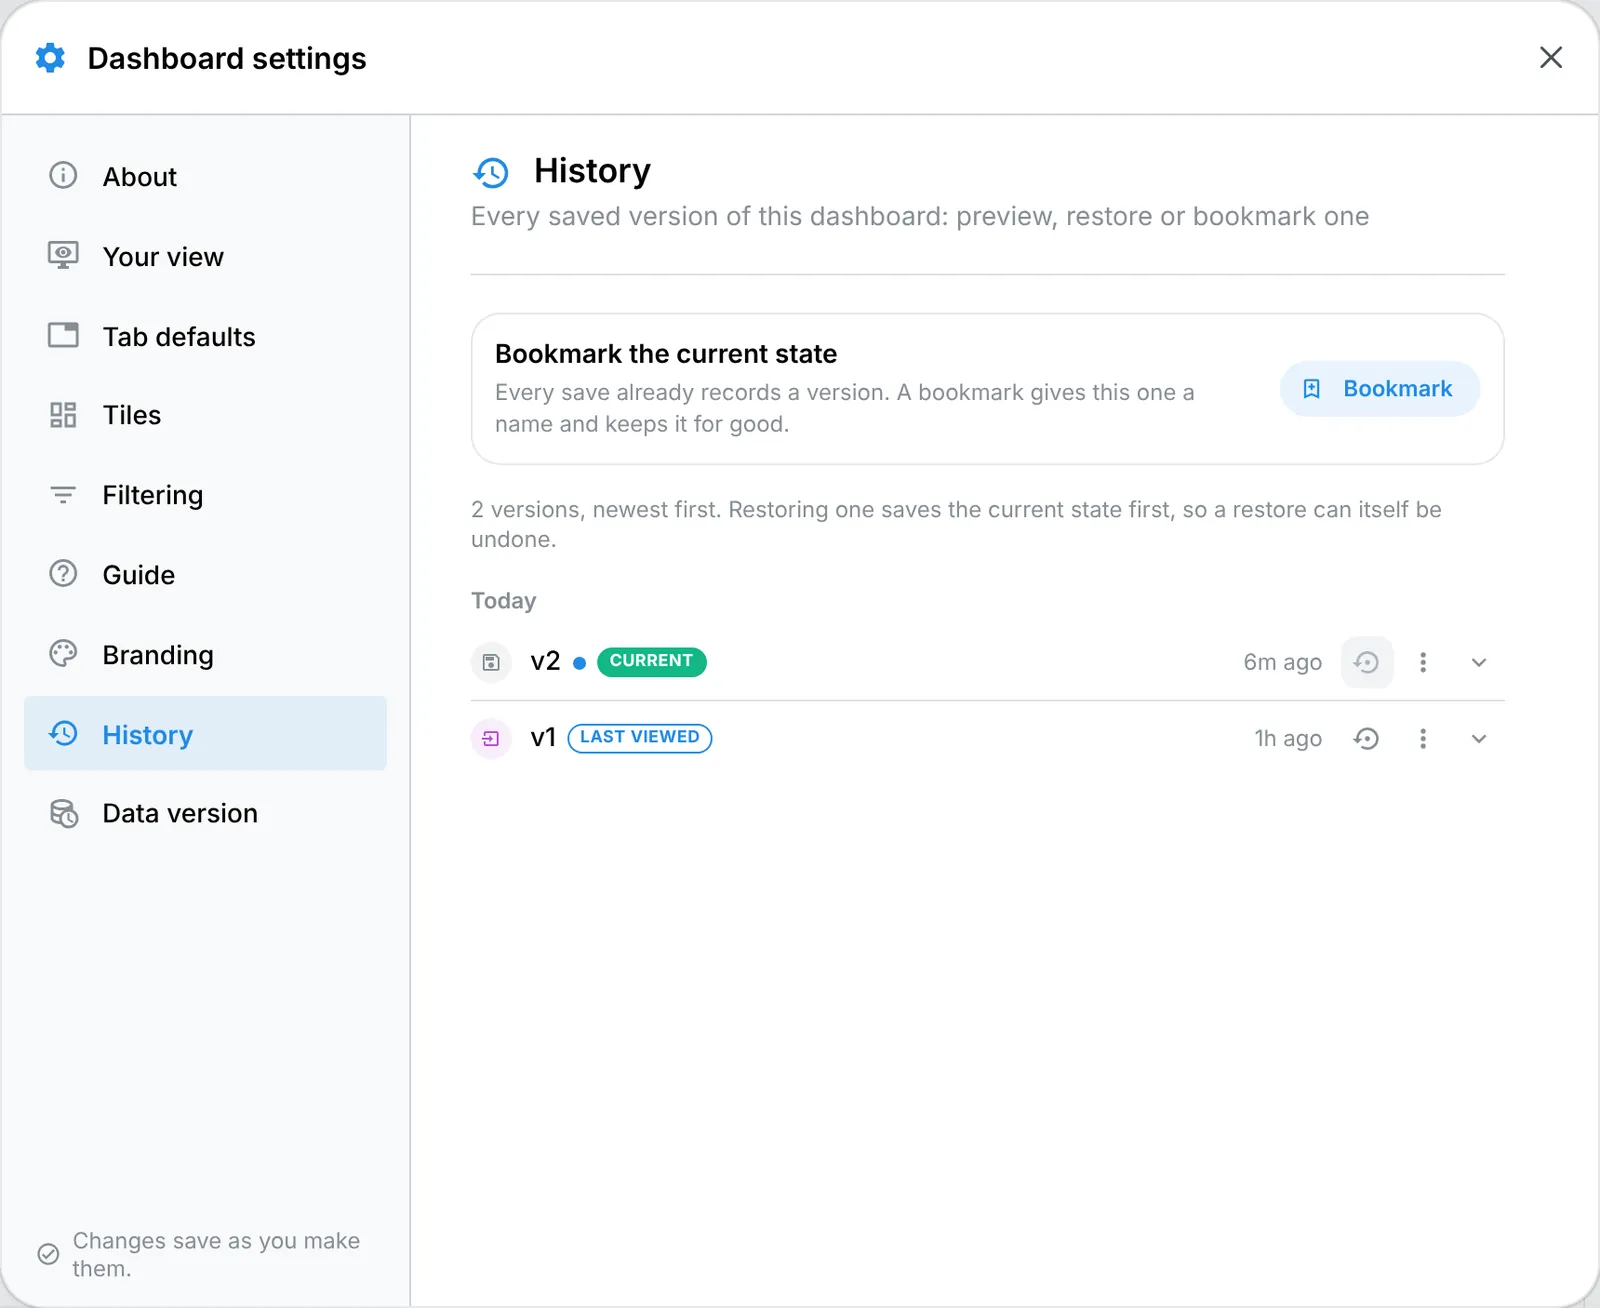 Dashboard settings
About
Your view
Tab defaults
Tiles
Filtering
Guide
Branding
History
Data version
Changes save as you make
them.
History
Every saved version of this dashboard: preview, restore or bookmark one
Bookmark the current state
Every save already records a version. A bookmark gives this one a
name and keeps it for good.
Bookmark
2 versions, newest first. Restoring one saves the current state first, so a restore can itself be
undone.
Today
v2 CURRENT 6m ago
v1 LAST VIEWED 1h ago